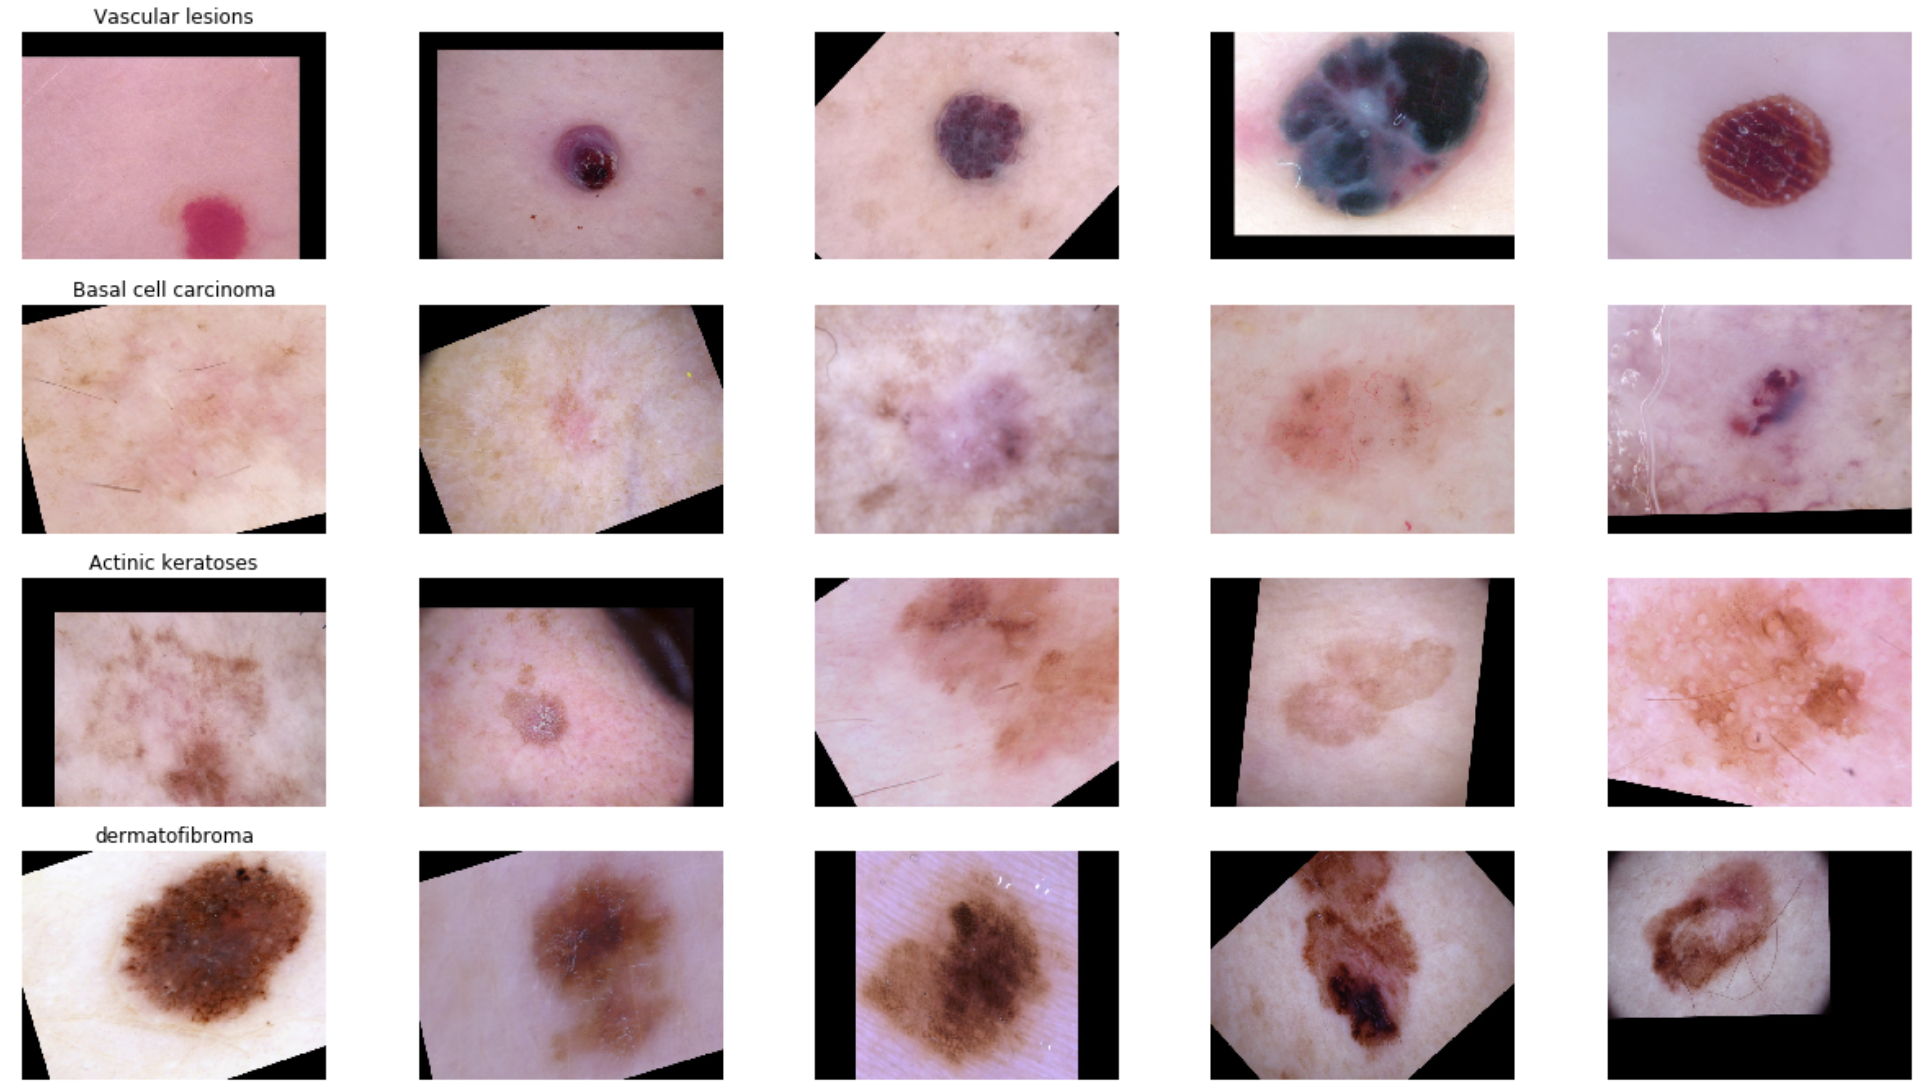 Vascular lesions
Basal cell carcinoma
Actinic keratoses
dermatofibroma